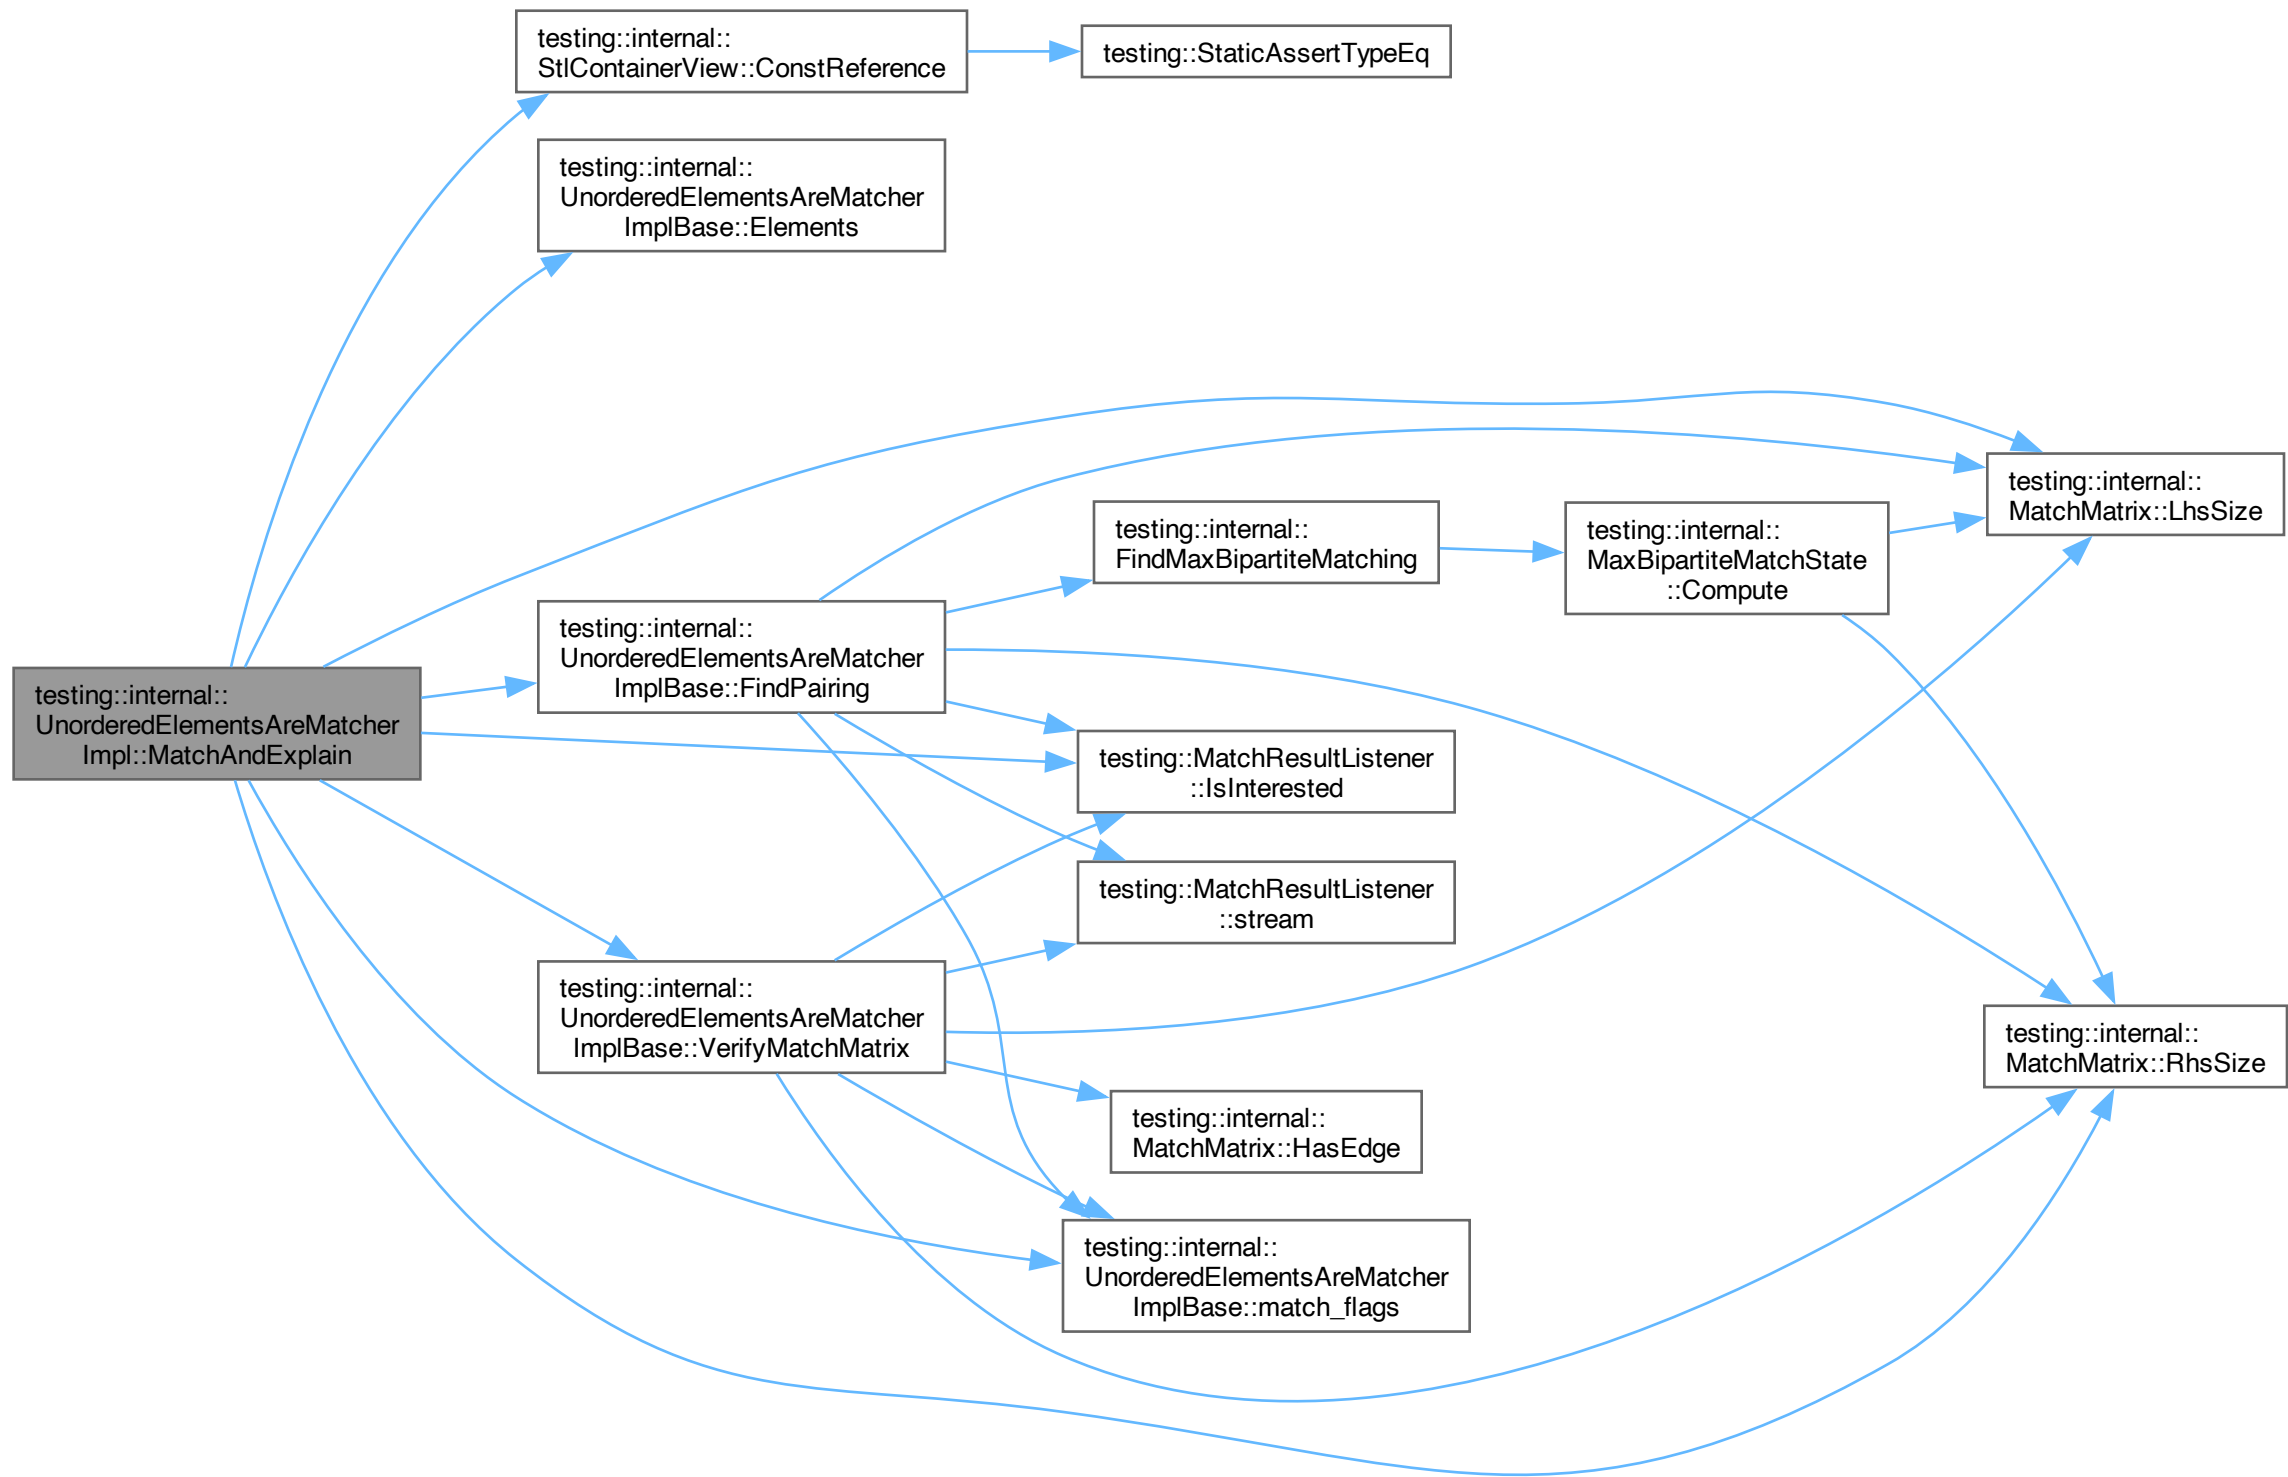 testing::internal::
StlContainerView::ConstReference
testing::StaticAssertTypeEq
testing::internal::
UnorderedElementsAreMatcher
ImplBase::Elements
testing::internal::
MatchMatrix::LhsSize
testing::internal::
FindMaxBipartiteMatching
testing::internal::
MaxBipartiteMatchState
::Compute
testing::internal::
UnorderedElementsAreMatcher
ImplBase::FindPairing
testing::internal::
UnorderedElementsAreMatcher
Impl::MatchAndExplain
testing::MatchResultListener
::IsInterested
testing::MatchResultListener
::stream
testing::internal::
UnorderedElementsAreMatcher
ImplBase::VerifyMatchMatrix
testing::internal::
MatchMatrix::RhsSize
testing::internal::
MatchMatrix::HasEdge
testing::internal::
UnorderedElementsAreMatcher
ImplBase::match_flags